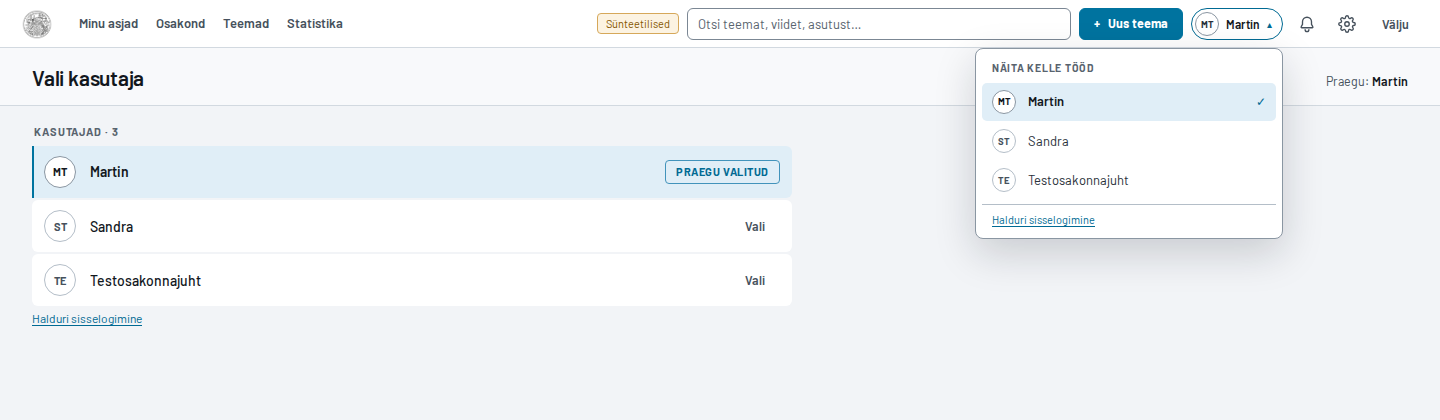 Minu asjad Osakond Teemad Statistika Sünteetilised Otsi teemat, viidet, asutust... + Uus teema MT Martin ▲ Välju
Vali kasutaja
Praegu: Martin
NÄITA KELLE TÖÖD
MT Martin ✓
ST Sandra
TE Testosakonnajuht
Halduri sisselogimine
KASUTAJAD · 3
MT Martin PRAEGU VALITUD
ST Sandra Vali
TE Testosakonnajuht Vali
Halduri sisselogimine